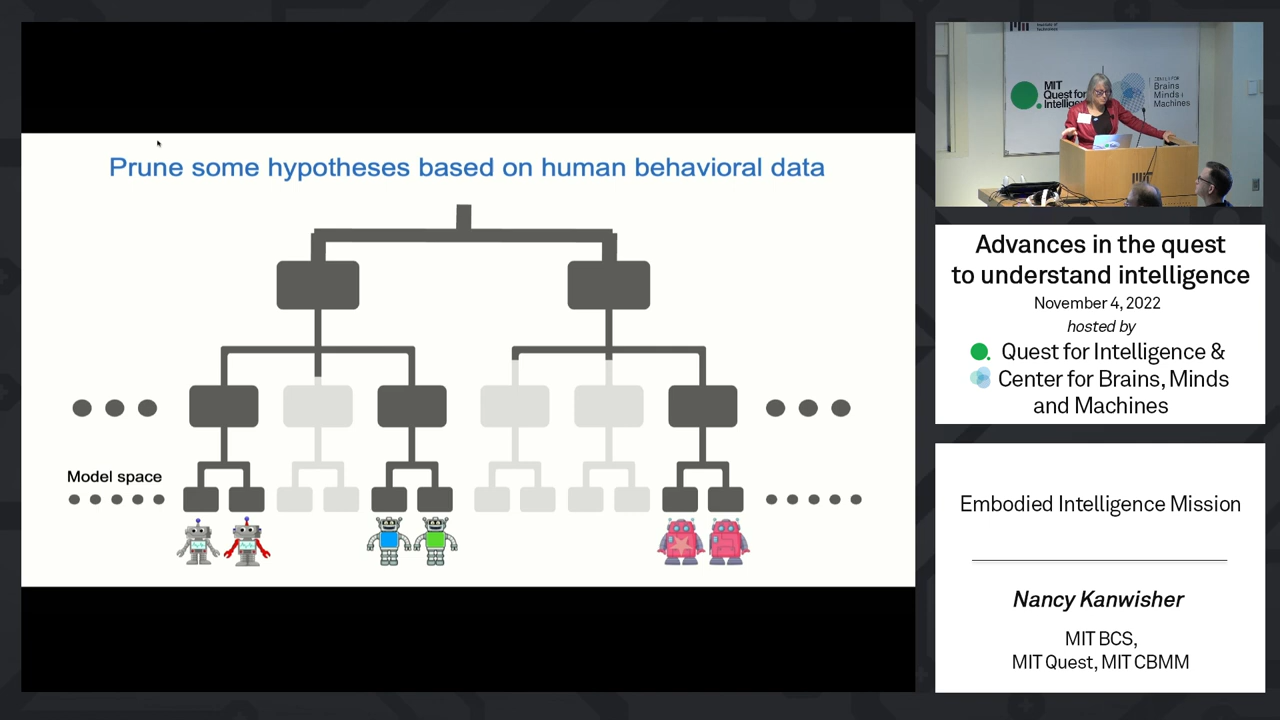 Prune some hypotheses based on human behavioral data
Model space
MIT
Quest for
Intelligence
Brains
Minds
Machines
MIT
Advances in the quest
to understand intelligence
November 4, 2022
hosted by
Quest for Intelligence &
Center for Brains, Minds
and Machines
Embodied Intelligence Mission
Nancy Kanwisher
MIT BCS,
MIT Quest, MIT CBMM